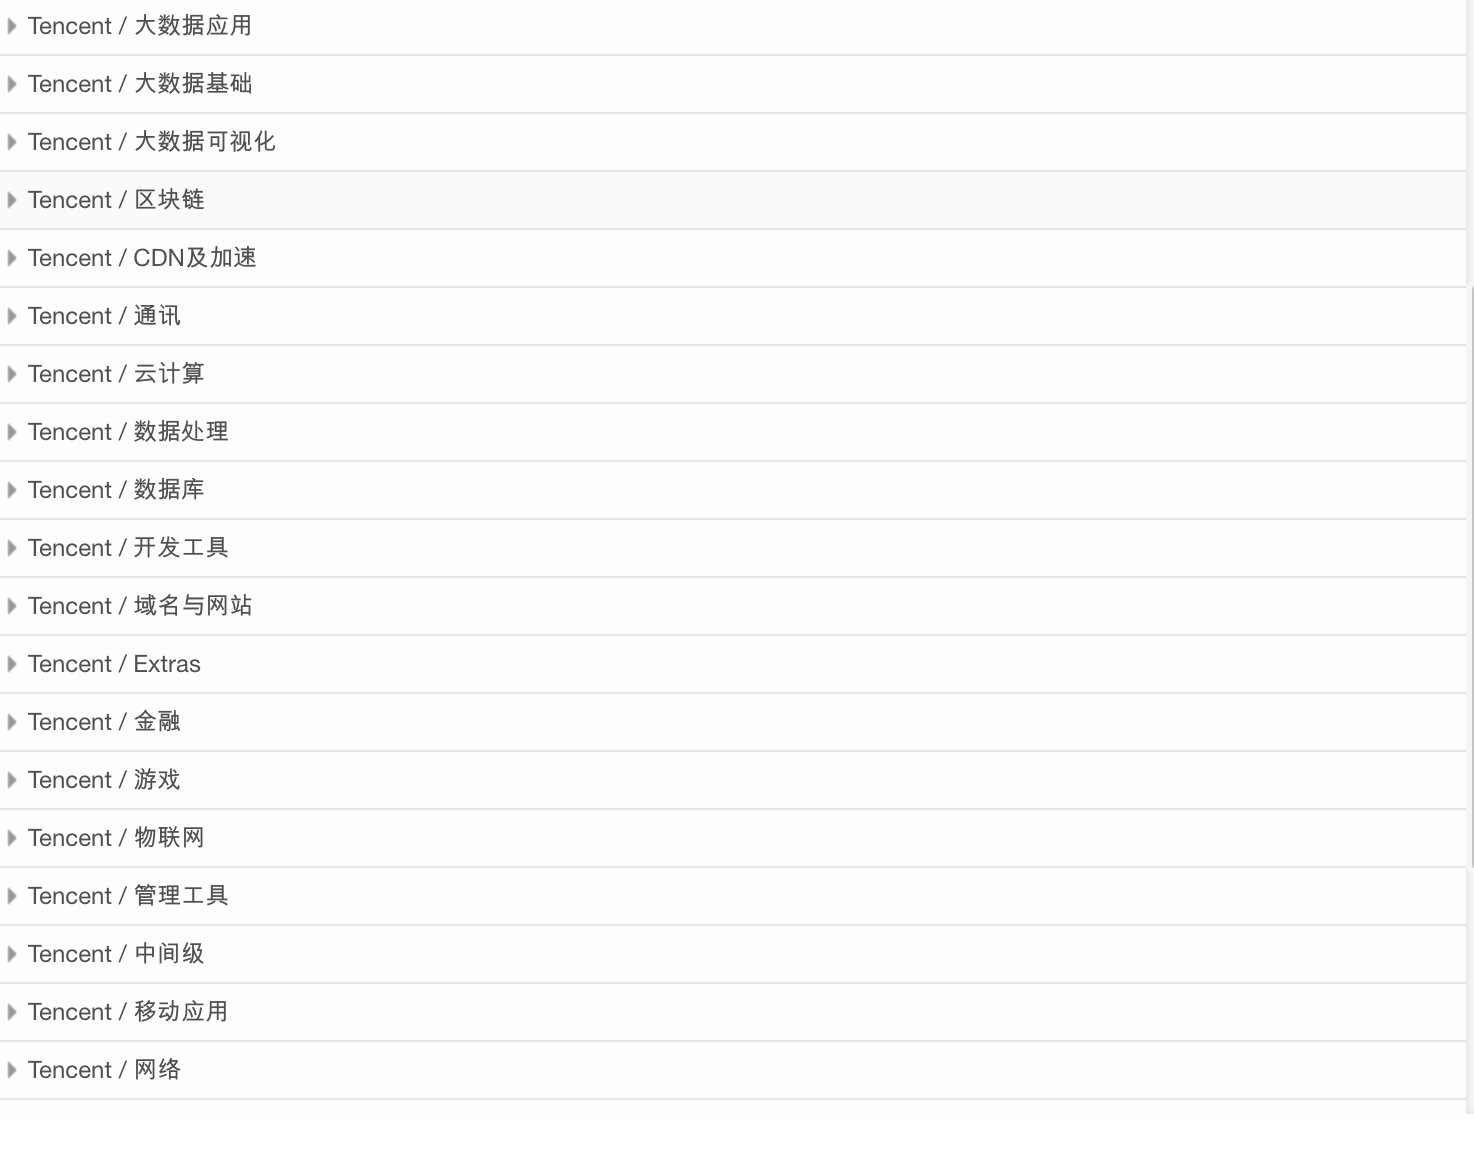 Tencent / 大数据应用
Tencent / 大数据基础
Tencent / 大数据可视化
Tencent / 区块链
Tencent / CDN及加速
Tencent / 通讯
Tencent / 云计算
Tencent / 数据处理
Tencent / 数据库
Tencent / 开发工具
Tencent / 域名与网站
Tencent / Extras
Tencent / 金融
Tencent / 游戏
Tencent / 物联网
Tencent / 管理工具
Tencent / 中间级
Tencent / 移动应用
Tencent / 网络